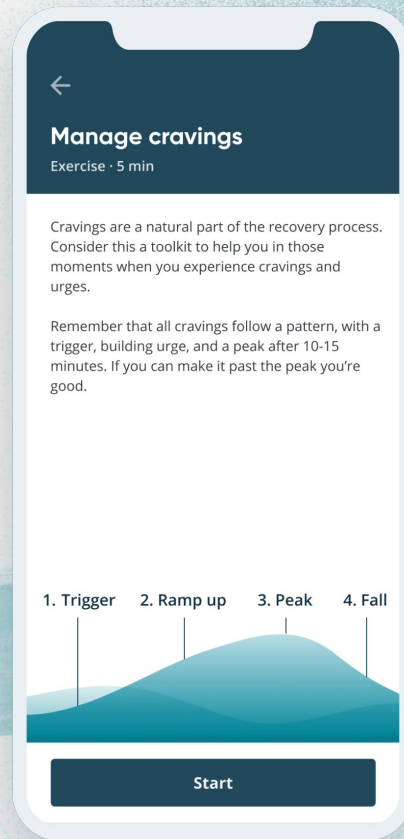 Manage cravings
Exercise · 5 min
Cravings are a natural part of the recovery process.
Consider this a toolkit to help you in those
moments when you experience cravings and
urges.
Remember that all cravings follow a pattern, with a
trigger, building urge, and a peak after 10-15
minutes. If you can make it past the peak you’re
good.
1. Trigger 2. Ramp up 3. Peak 4. Fall
Start